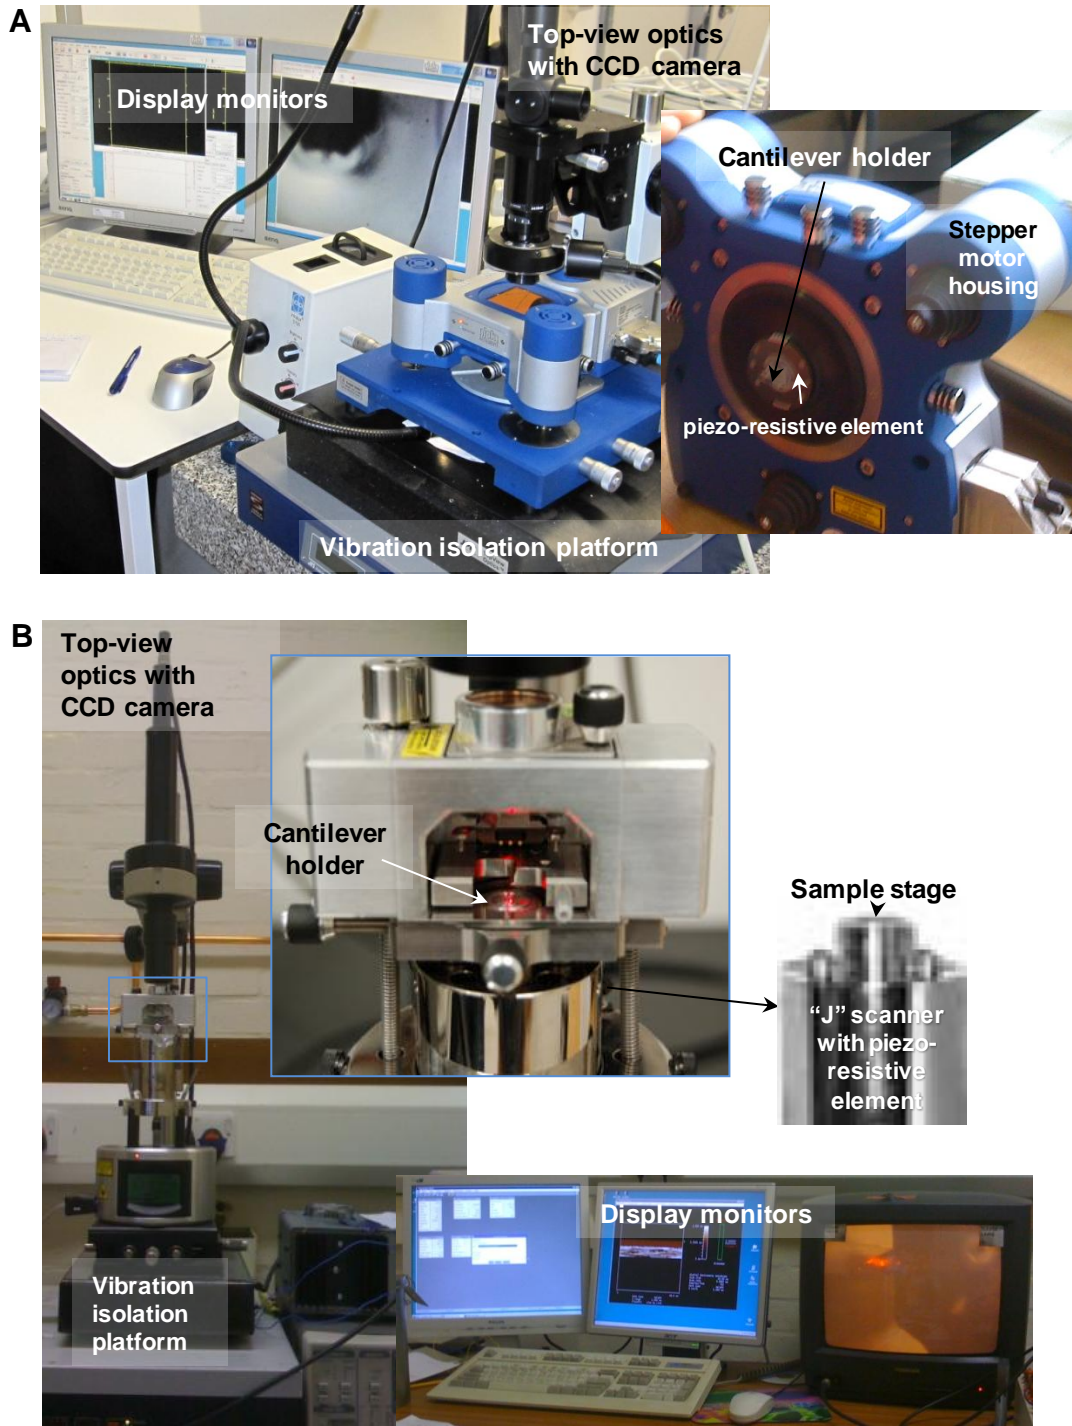 A
Top-view optics
with CCD camera
Display monitors
Cantilever holder
Stepper
motor
housing
piezo-resistive element
Vibration isolation platform
B
Top-view
optics with
CCD camera
Cantilever
holder
Sample stage
“J” scanner
with piezo-
resistive
element
Display monitors
Vibration
isolation
platform